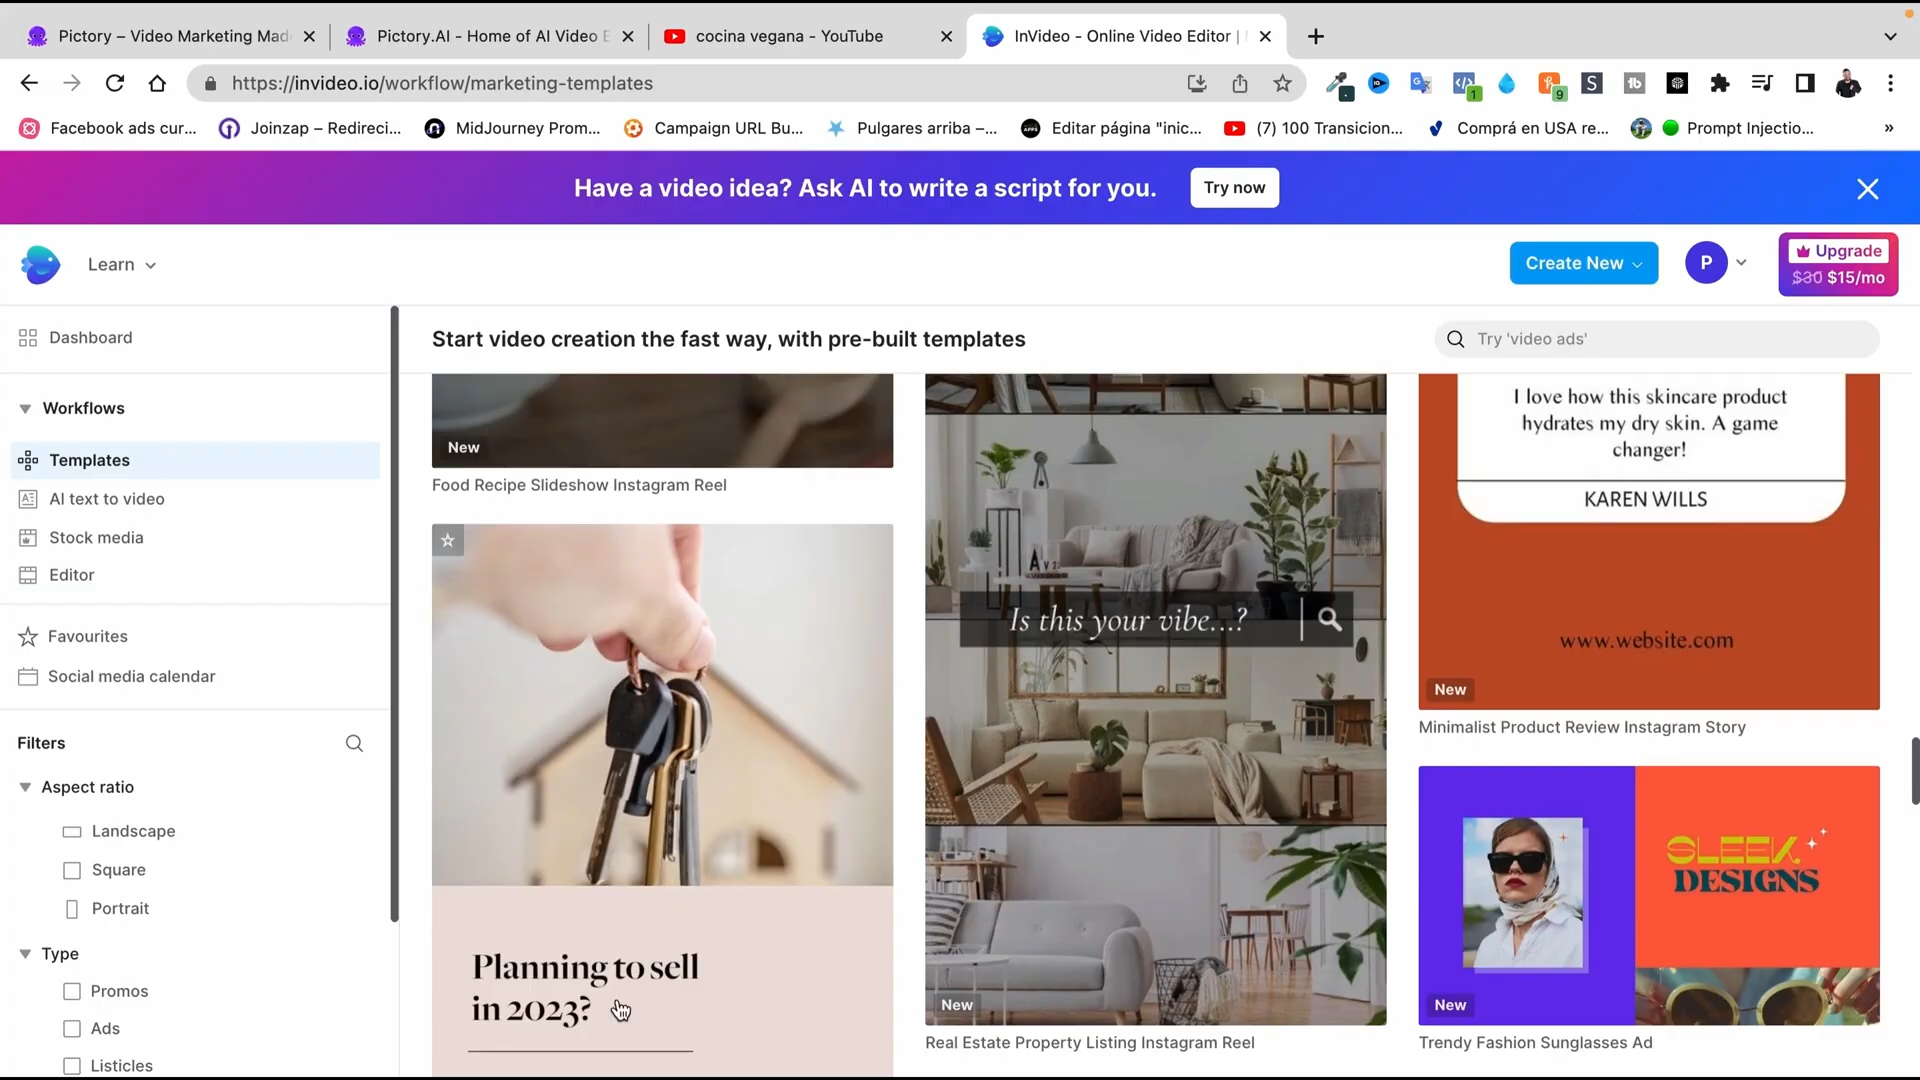 Pictory – Video Marketing Mad
Pictory.AI - Home of AI Video E
cocina vegana - YouTube
InVideo - Online Video Editor |
https://invideo.io/workflow/marketing-templates
1
9
S
tb
Facebook ads cur...
Joinzap – Redireci...
MidJourney Prom...
Campaign URL Bu...
Pulgares arriba –...
Editar página "inic...
(7) 100 Transicion...
Comprá en USA re...
Prompt Injectio...
»
Have a video idea? Ask AI to write a script for you.
Try now
Learn
Create New
P
Upgrade
$30 $15/mo
Dashboard
Start video creation the fast way, with pre-built templates
Try 'video ads'
Workflows
Templates
AI text to video
Stock media
Editor
Favourites
Social media calendar
Filters
Aspect ratio
Landscape
Square
Portrait
Type
Promos
Ads
Listicles
New
Food Recipe Slideshow Instagram Reel
Planning to sell
in 2023?
Is this your vibe...?
New
Real Estate Property Listing Instagram Reel
I love how this skincare product
hydrates my dry skin. A game
changer!
KAREN WILLS
www.website.com
New
Minimalist Product Review Instagram Story
SLEEK
DESIGNS
New
Trendy Fashion Sunglasses Ad